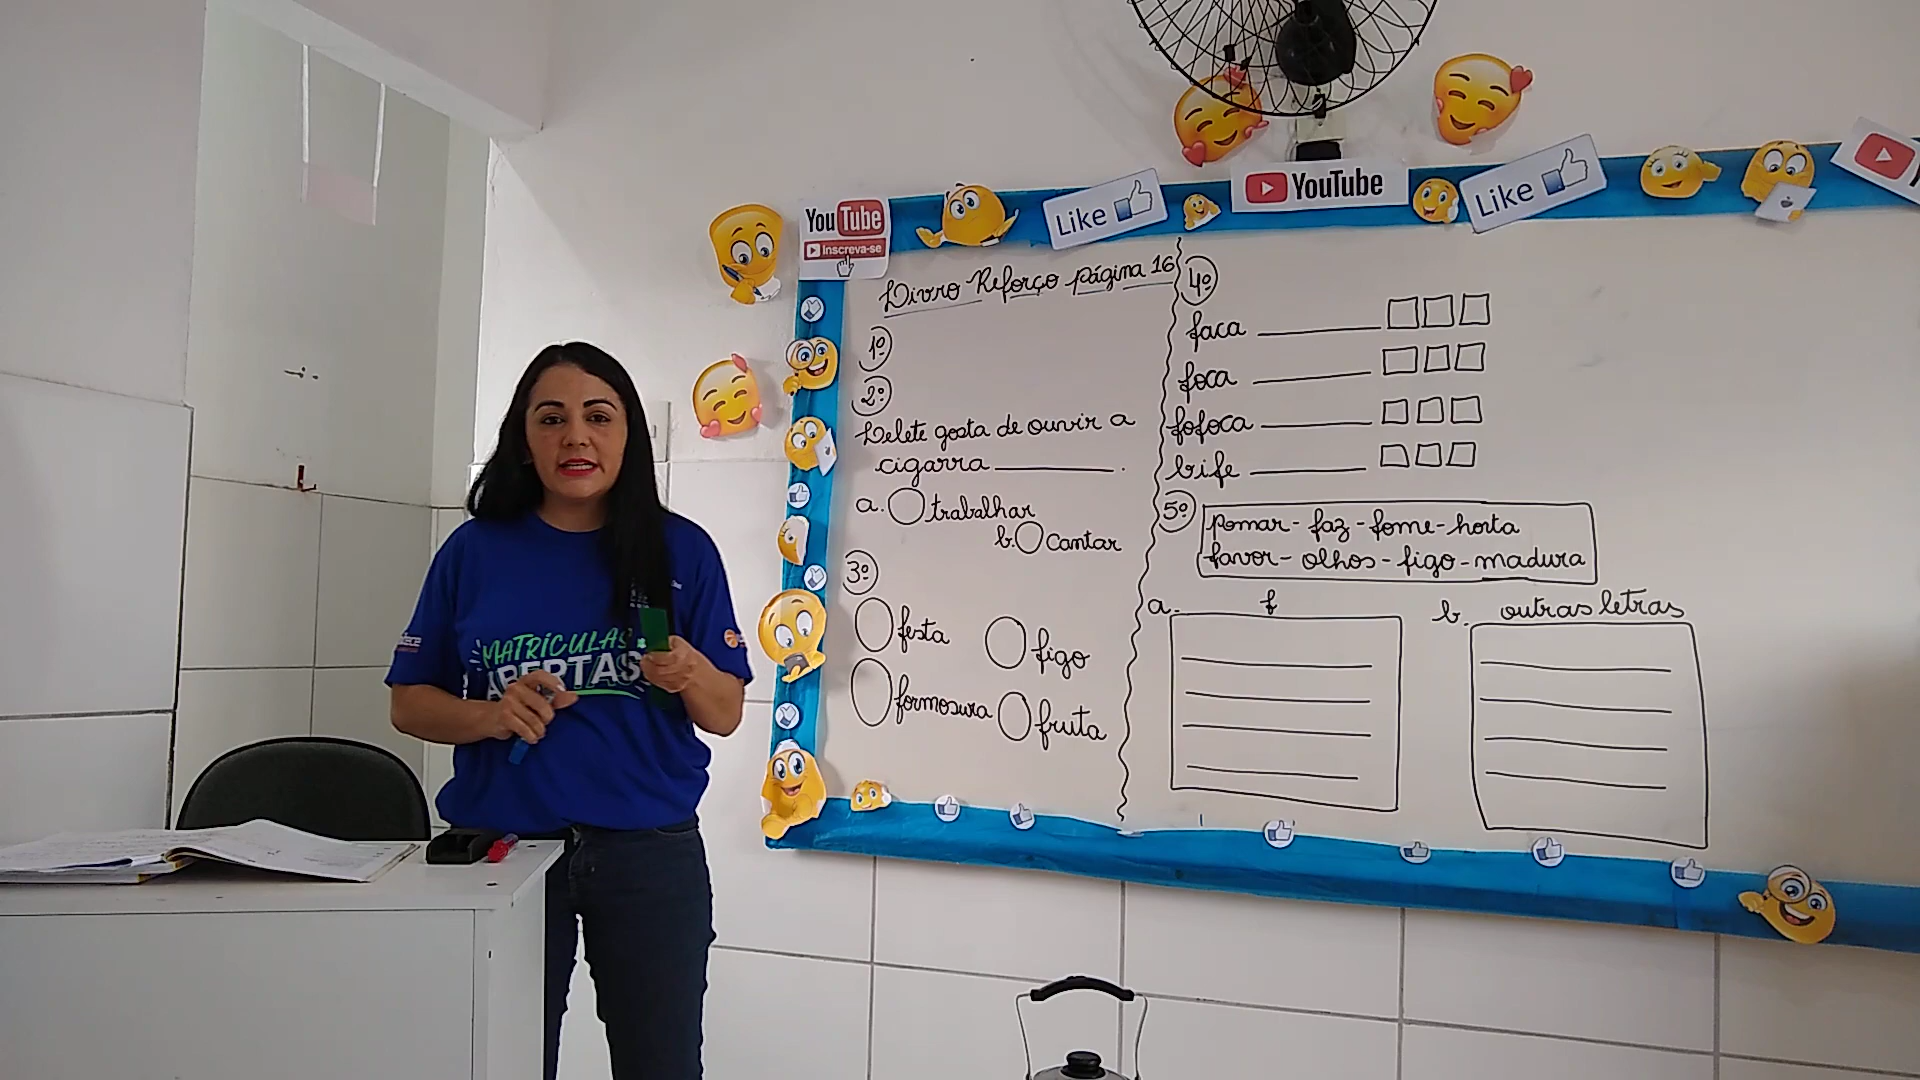 YouTube
Inscreva-se
Like
YouTube
Like
Livro Reforço página 16
1º
2º
Delete gosta de ouvir a
cigarra ________ .
a. trabalhar
b. cantar
3º
festa
figo
formosura
fruta
4º
faca
foca
fofoca
bife
5º
pomar - faz - fome - horta
favor - olhos - figo - madura
a. f
b. outras letras
MATRÍCULAS
ABERTAS